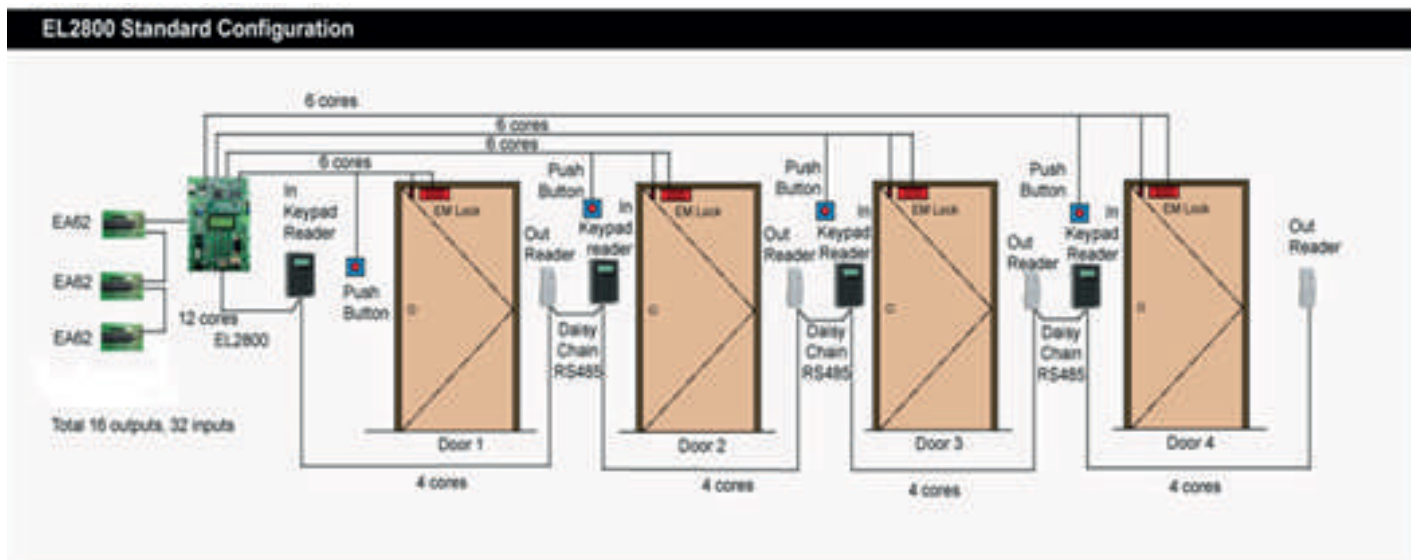 EL2800 Standard Configuration
6 cores
6 cores
6 cores
6 cores
EA62
EA62
EA62
12 cores
EL2800
Total 16 outputs, 32 inputs
In
Keypad
Reader
Push
Button
EM Lock
Door 1
4 cores
Out
Reader
Daisy
Chain
RS485
Push
Button
In
Keypad
reader
EM Lock
Door 2
4 cores
Out
Reader
Daisy
Chain
RS485
Push
Button
In
Keypad
Reader
EM Lock
Door 3
4 cores
Out
Reader
Daisy
Chain
RS485
Push
Button
In
Keypad
Reader
EM Lock
Door 4
4 cores
Out
Reader